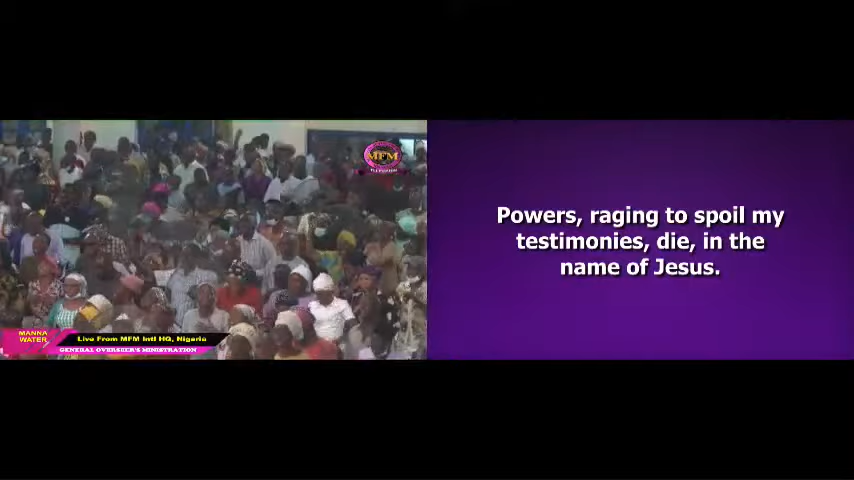 MFM
MANNA
WATER
Live From MFM Intl HQ, Nigeria
GENERAL OVERSEER'S MINISTRATION
Powers, raging to spoil my
testimonies, die, in the
name of Jesus.